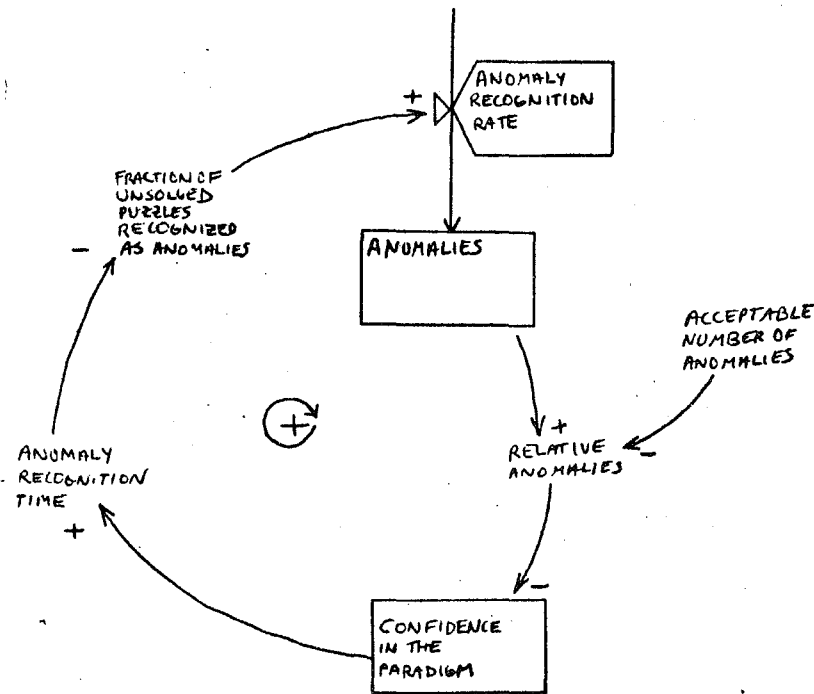 +
ANOMALY
RECOGNITION
RATE
FRACTION OF
UNSOLVED
PUZZLES
RECOGNIZED
AS ANOMALIES
-
ANOMALIES
ACCEPTABLE
NUMBER OF
ANOMALIES
+
+
RELATIVE
ANOMALIES
-
ANOMALY
RECOGNITION
TIME
+
-
CONFIDENCE
IN THE
PARADIGM